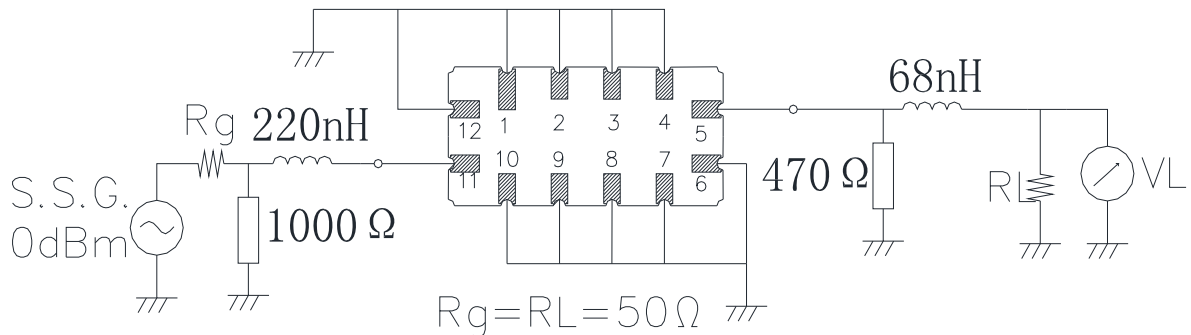 68nH
Rg 220nH
12 1 2 3 4 5
11 10 9 8 7 6
470 Ω
S.S.G.
0dBm
1000 Ω
RL
VL
Rg=RL=50Ω